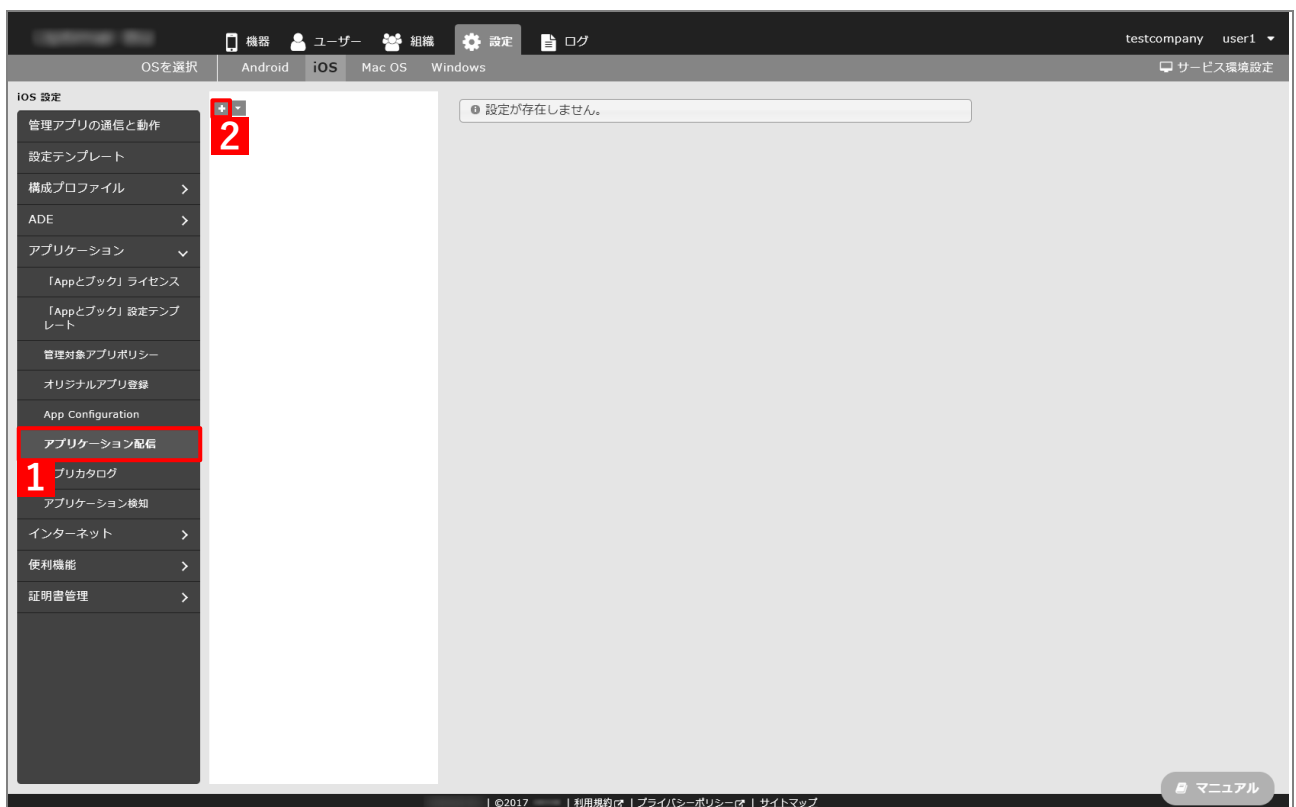 機器 ユーザー 組織 設定 ログ testcompany user1
OSを選択 Android iOS Mac OS Windows サービス環境設定
iOS 設定
管理アプリの通信と動作
設定テンプレート
構成プロファイル
ADE
アプリケーション
「Appとブック」ライセンス
「Appとブック」設定テンプ
レート
管理対象アプリポリシー
オリジナルアプリ登録
App Configuration
アプリケーション配信
1
プリカタログ
アプリケーション検知
インターネット
便利機能
証明書管理
2
設定が存在しません。
マニュアル
| ©2017 | 利用規約 | プライバシーポリシー | サイトマップ